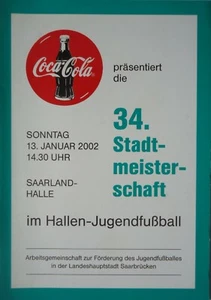 Coca-Cola
präsentiert
die
34.
Stadt-
meister-
schaft
SONNTAG
13. JANUAR 2002
14.30 UHR
SAARLAND-
HALLE
im Hallen-Jugendfußball
Arbeitsgemeinschaft zur Förderung des Jugendfußballes
in der Landeshauptstadt Saarbrücken